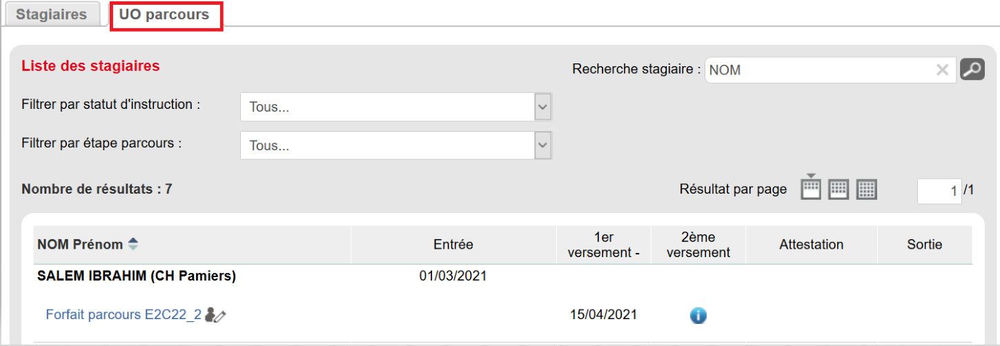 Stagiaires UO parcours
Liste des stagiaires
Recherche stagiaire : NOM
Filtrer par statut d'instruction : Tous...
Filtrer par étape parcours : Tous...
Nombre de résultats : 7 Résultat par page 1 /1
NOM Prénom Entrée 1er versement - 2ème versement Attestation Sortie
SALEM IBRAHIM (CH Pamiers) 01/03/2021
Forfait parcours E2C22_2 15/04/2021